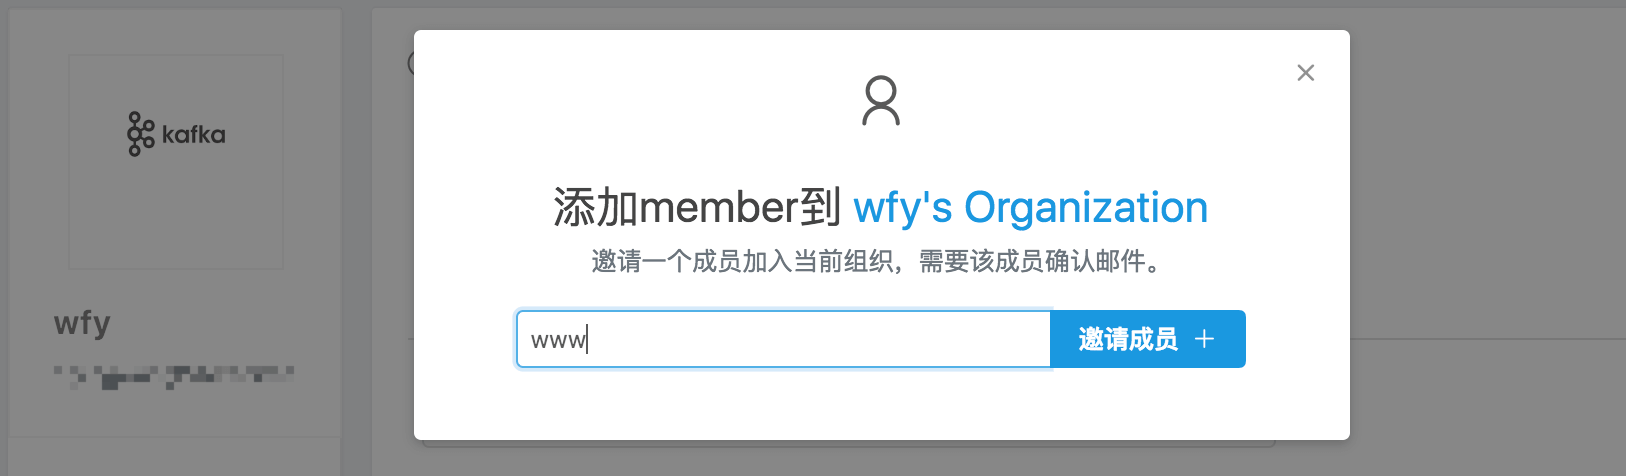 kafka
wfy
添加member到 wfy's Organization
邀请一个成员加入当前组织，需要该成员确认邮件。
www
邀请成员